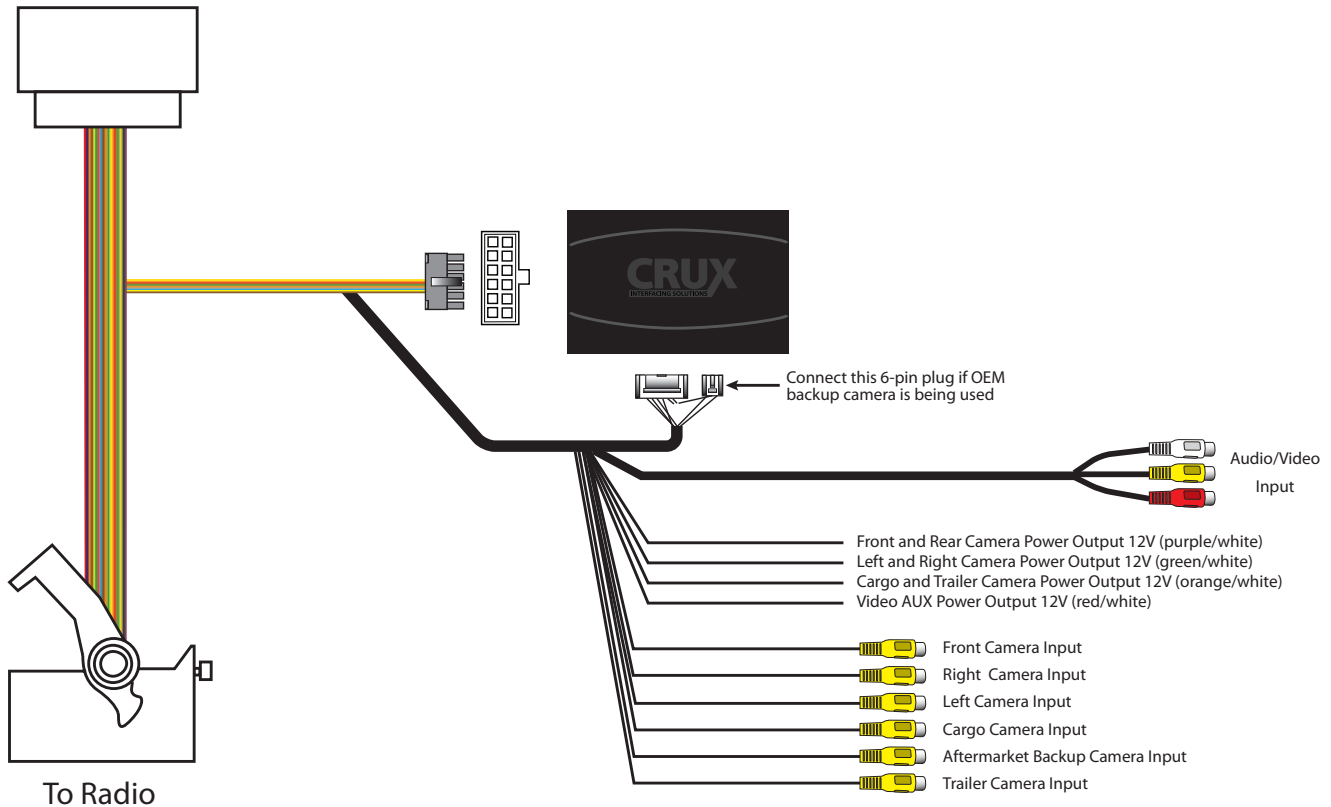 CRUX
INTERFACING SOLUTIONS
Connect this 6-pin plug if OEM
backup camera is being used
Audio/Video
Input
Front and Rear Camera Power Output 12V (purple/white)
Left and Right Camera Power Output 12V (green/white)
Cargo and Trailer Camera Power Output 12V (orange/white)
Video AUX Power Output 12V (red/white)
Front Camera Input
Right Camera Input
Left Camera Input
Cargo Camera Input
Aftermarket Backup Camera Input
Trailer Camera Input
To Radio